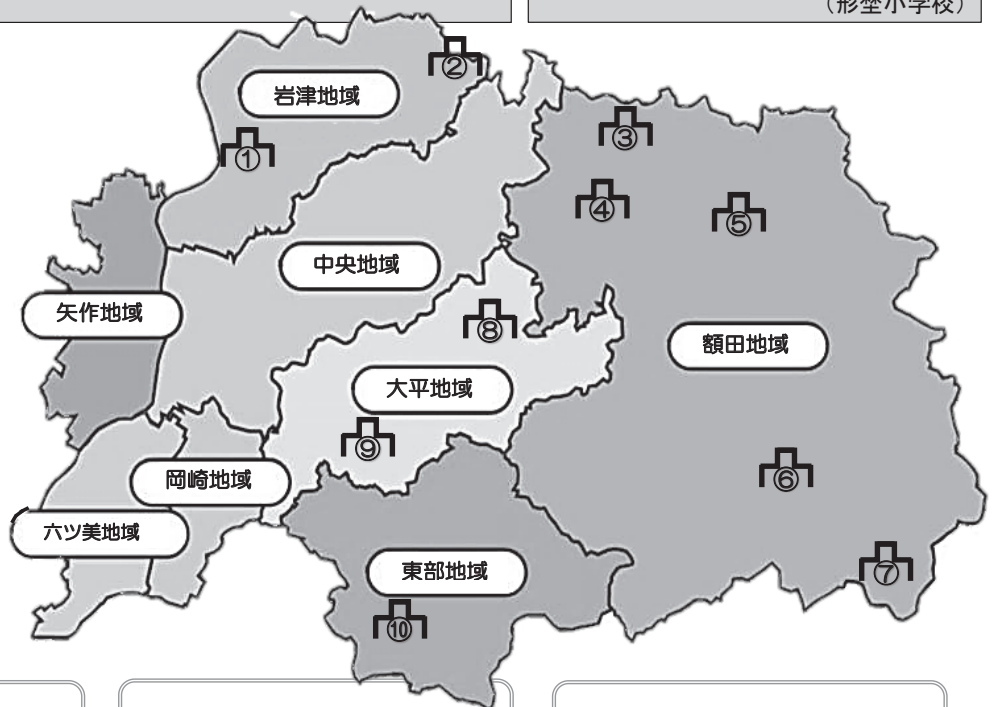 (形埜小学校)
②
岩津地域
③
①
④
⑤
中央地域
矢作地域
⑧
額田地域
大平地域
⑨
岡崎地域
⑥
六ツ美地域
東部地域
⑦
⑩